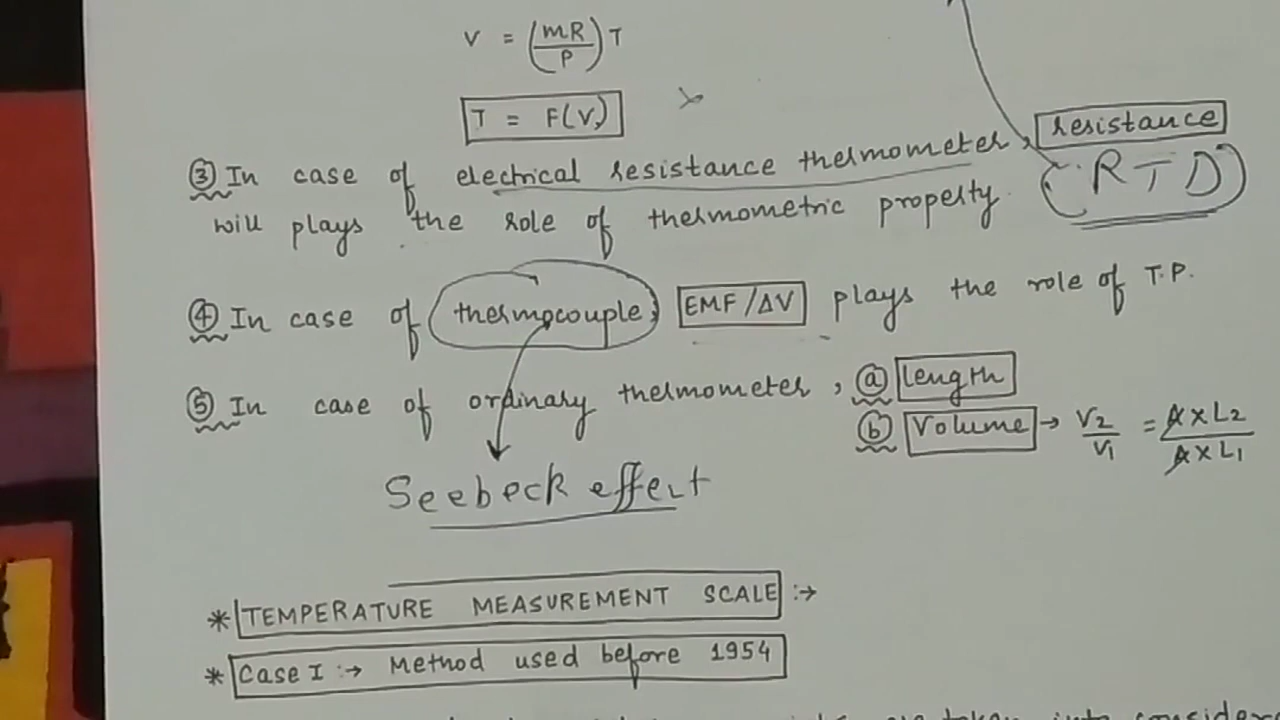 V = (mR/P) T
T = F(V)
③ In case of electrical resistance thermometer, resistance
(RTD)
will plays the role of thermometric property.
④ In case of thermocouple, EMF/ΔV plays the role of T.P.
⑤ In case of ordinary thermometer, ⓐ length
ⓑ Volume → V2/V1 = A×L2/A×L1
Seebeck effect
* TEMPERATURE MEASUREMENT SCALE :→
* Case I :→ Method used before 1954
taken into